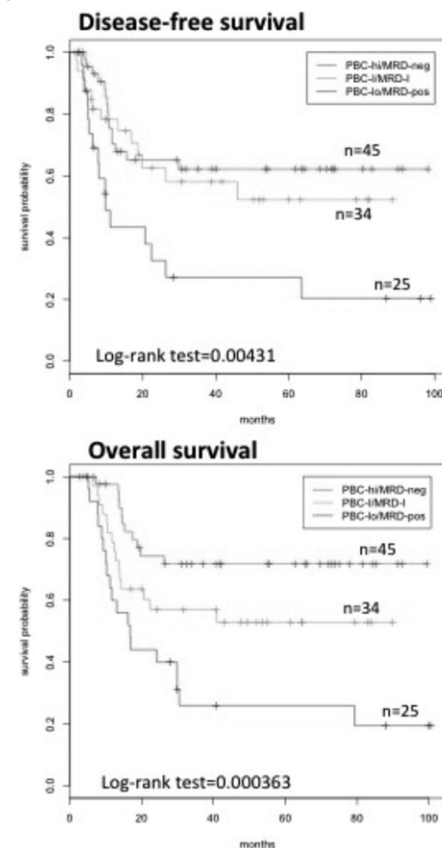 Disease-free survival
PBC-hi/MRD-neg
PBC-I/MRD-I
PBC-lo/MRD-pos
n=45
n=34
n=25
Log-rank test=0.00431
survival probability
0.0
0.2
0.4
0.6
0.8
1.0
0
20
40
60
80
100
months
Overall survival
PBC-hi/MRD-neg
PBC-I/MRD-I
PBC-lo/MRD-pos
n=45
n=34
n=25
Log-rank test=0.000363
survival probability
0.0
0.2
0.4
0.6
0.8
1.0
0
20
40
60
80
100
months